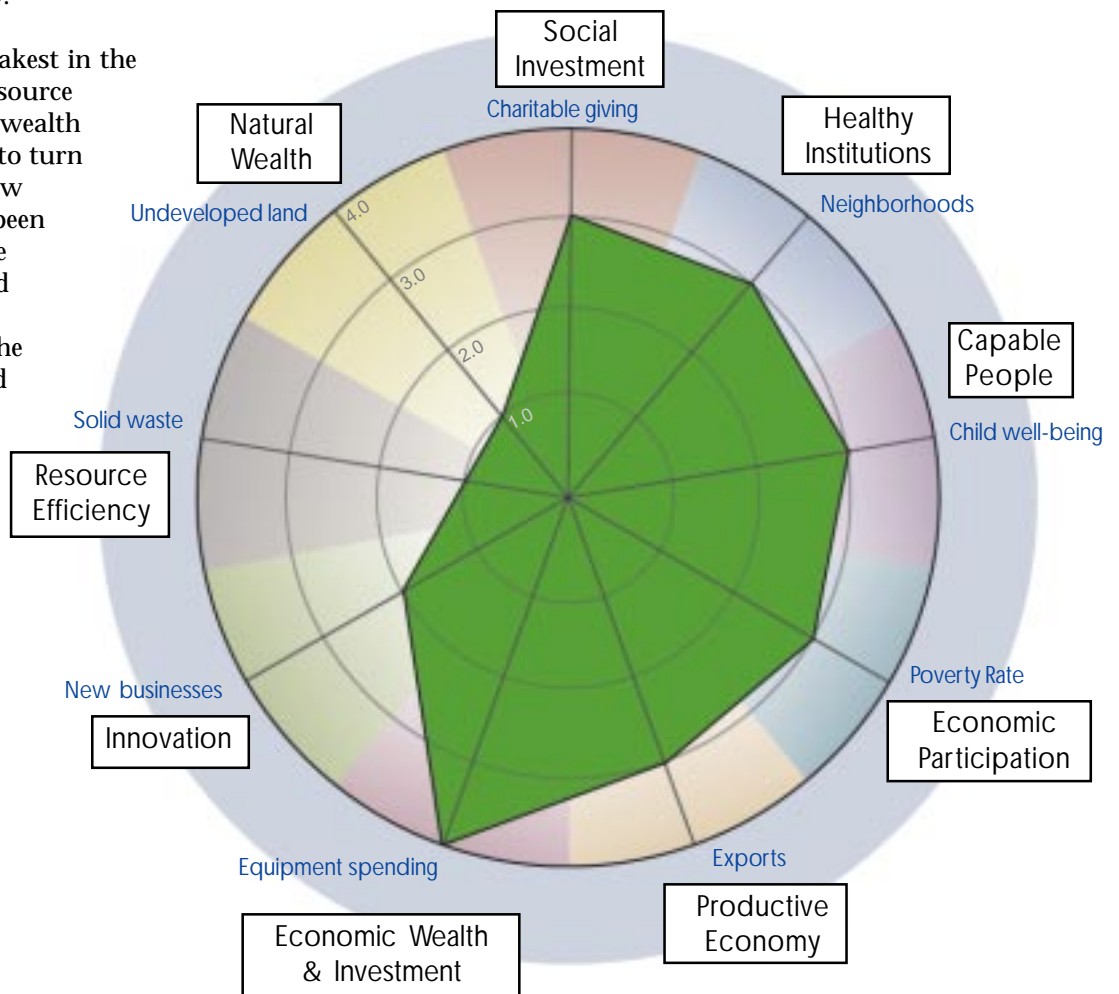 akest in the
source
wealth
to turn
w
been
e
d
he
d
Social
Investment
Charitable giving
Natural
Wealth
Healthy
Institutions
Undeveloped land
Neighborhoods
4.0
3.0
2.0
1.0
Capable
People
Child well-being
Solid waste
Resource
Efficiency
Poverty Rate
Economic
Participation
New businesses
Innovation
Exports
Productive
Economy
Equipment spending
Economic Wealth
& Investment